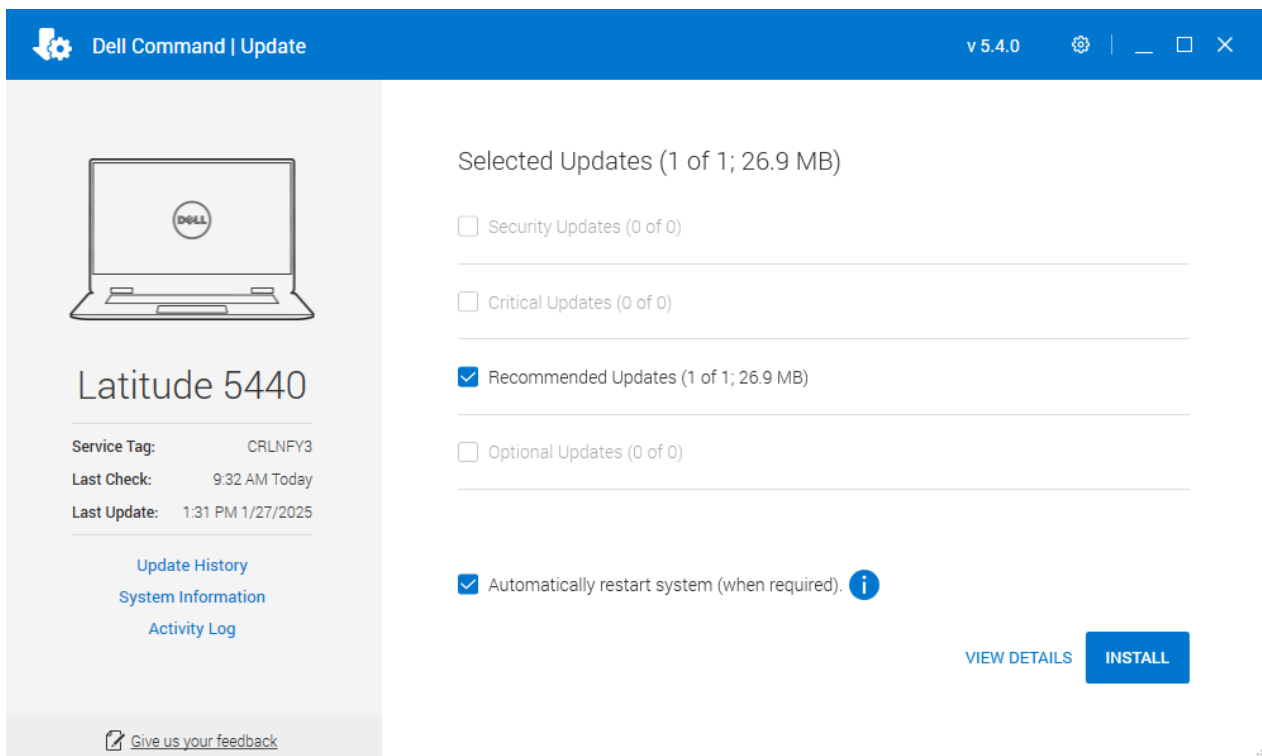 Dell Command | Update
v 5.4.0
DELL
Latitude 5440
Service Tag: CRLNFY3
Last Check: 9:32 AM Today
Last Update: 1:31 PM 1/27/2025
Update History
System Information
Activity Log
Give us your feedback
Selected Updates (1 of 1; 26.9 MB)
Security Updates (0 of 0)
Critical Updates (0 of 0)
Recommended Updates (1 of 1; 26.9 MB)
Optional Updates (0 of 0)
Automatically restart system (when required). i
VIEW DETAILS INSTALL